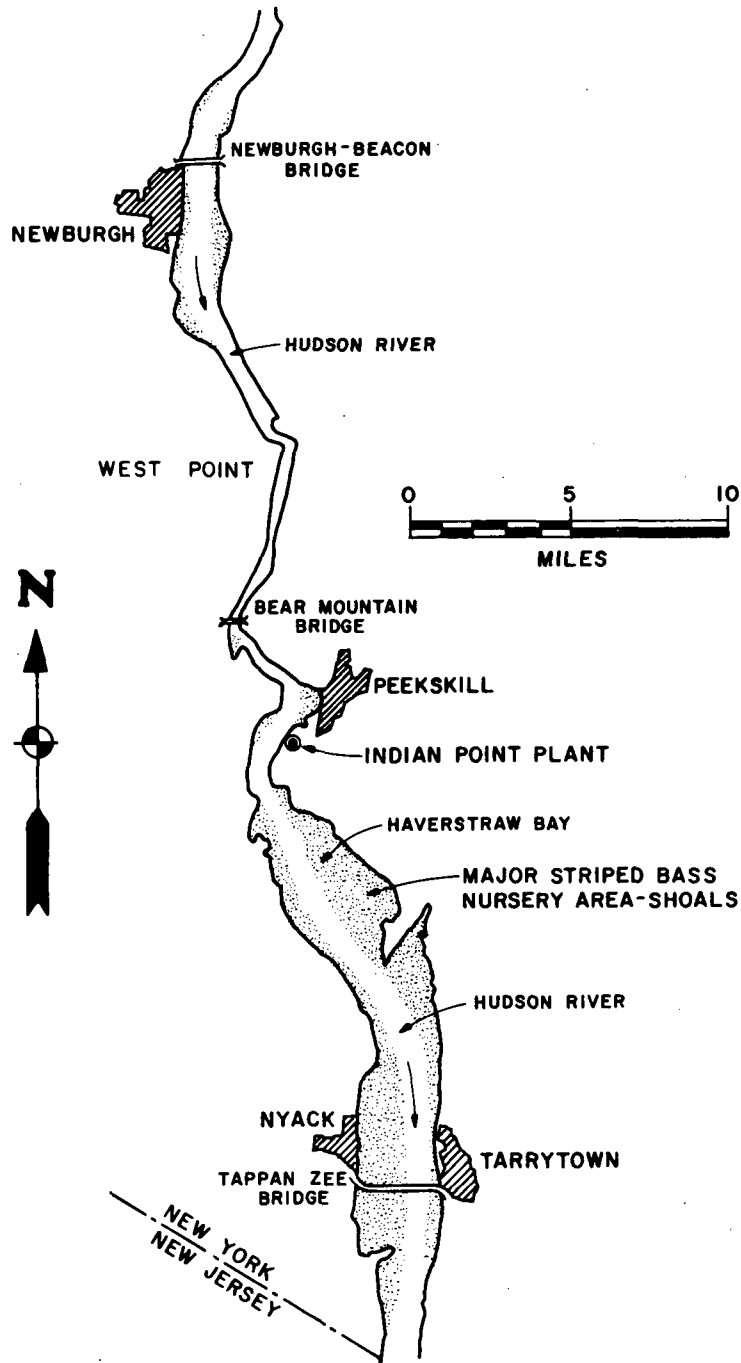 NEWBURGH-BEACON
BRIDGE
NEWBURGH
HUDSON RIVER
WEST POINT
0 5 10
MILES
N
BEAR MOUNTAIN
BRIDGE
PEEKSKILL
INDIAN POINT PLANT
HAVERSTRAW BAY
MAJOR STRIPED BASS
NURSERY AREA-SHOALS
HUDSON RIVER
NYACK
TARRYTOWN
TAPPAN ZEE
BRIDGE
NEW YORK
NEW JERSEY